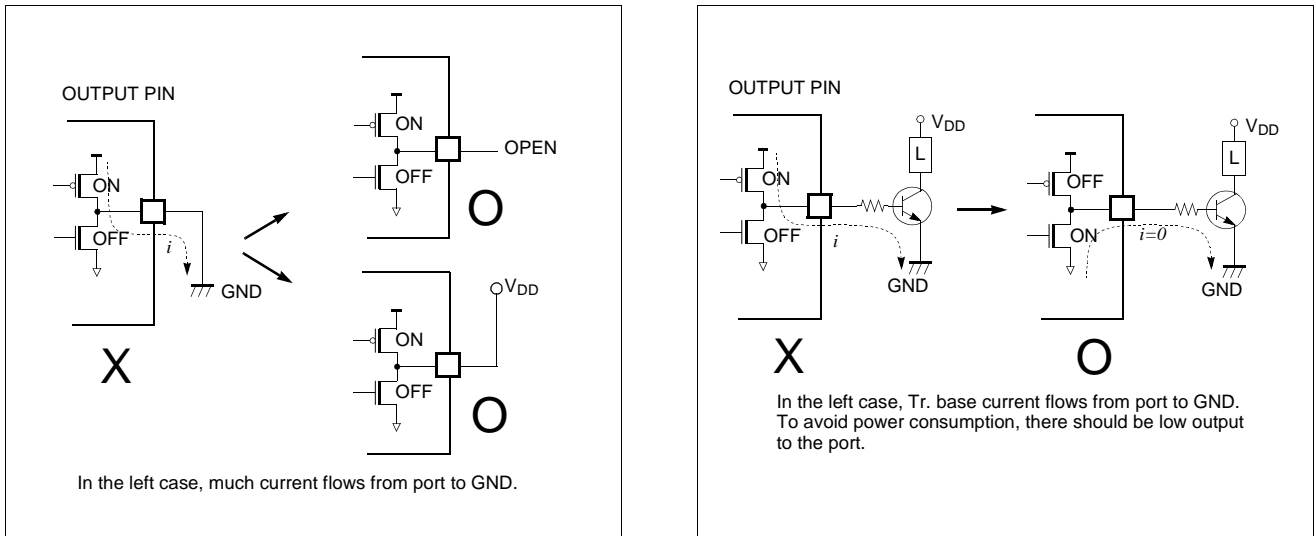 OUTPUT PIN
ON
OFF
i
GND
X
ON
OPEN
OFF
O
VDD
ON
OFF
O
In the left case, much current flows from port to GND.
OUTPUT PIN
VDD
L
ON
OFF
i
GND
X
VDD
L
OFF
ON
i=0
GND
O
In the left case, Tr. base current flows from port to GND.
To avoid power consumption, there should be low output
to the port.